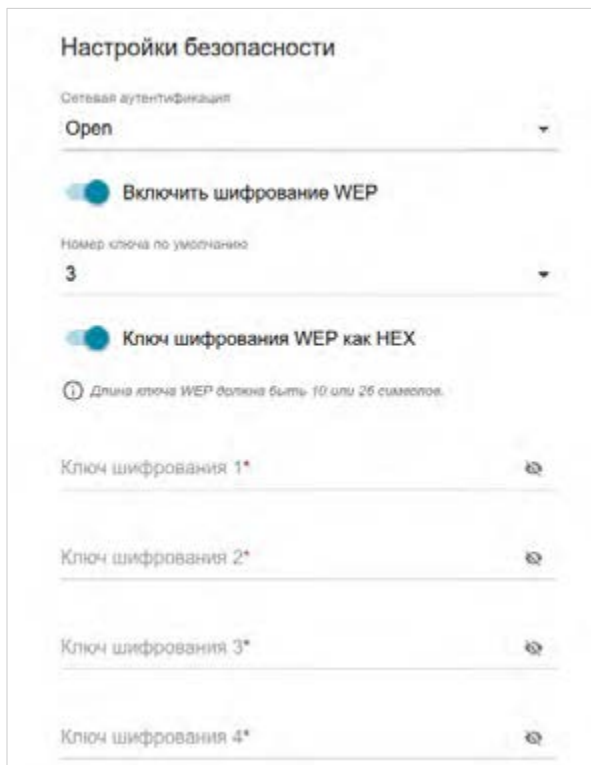 Настройки безопасности
Сетевая аутентификация
Open
Включить шифрование WEP
Номер ключа по умолчанию
3
Ключ шифрования WEP как HEX
Длина ключа WEP должна быть 10 или 26 символов.
Ключ шифрования 1*
Ключ шифрования 2*
Ключ шифрования 3*
Ключ шифрования 4*